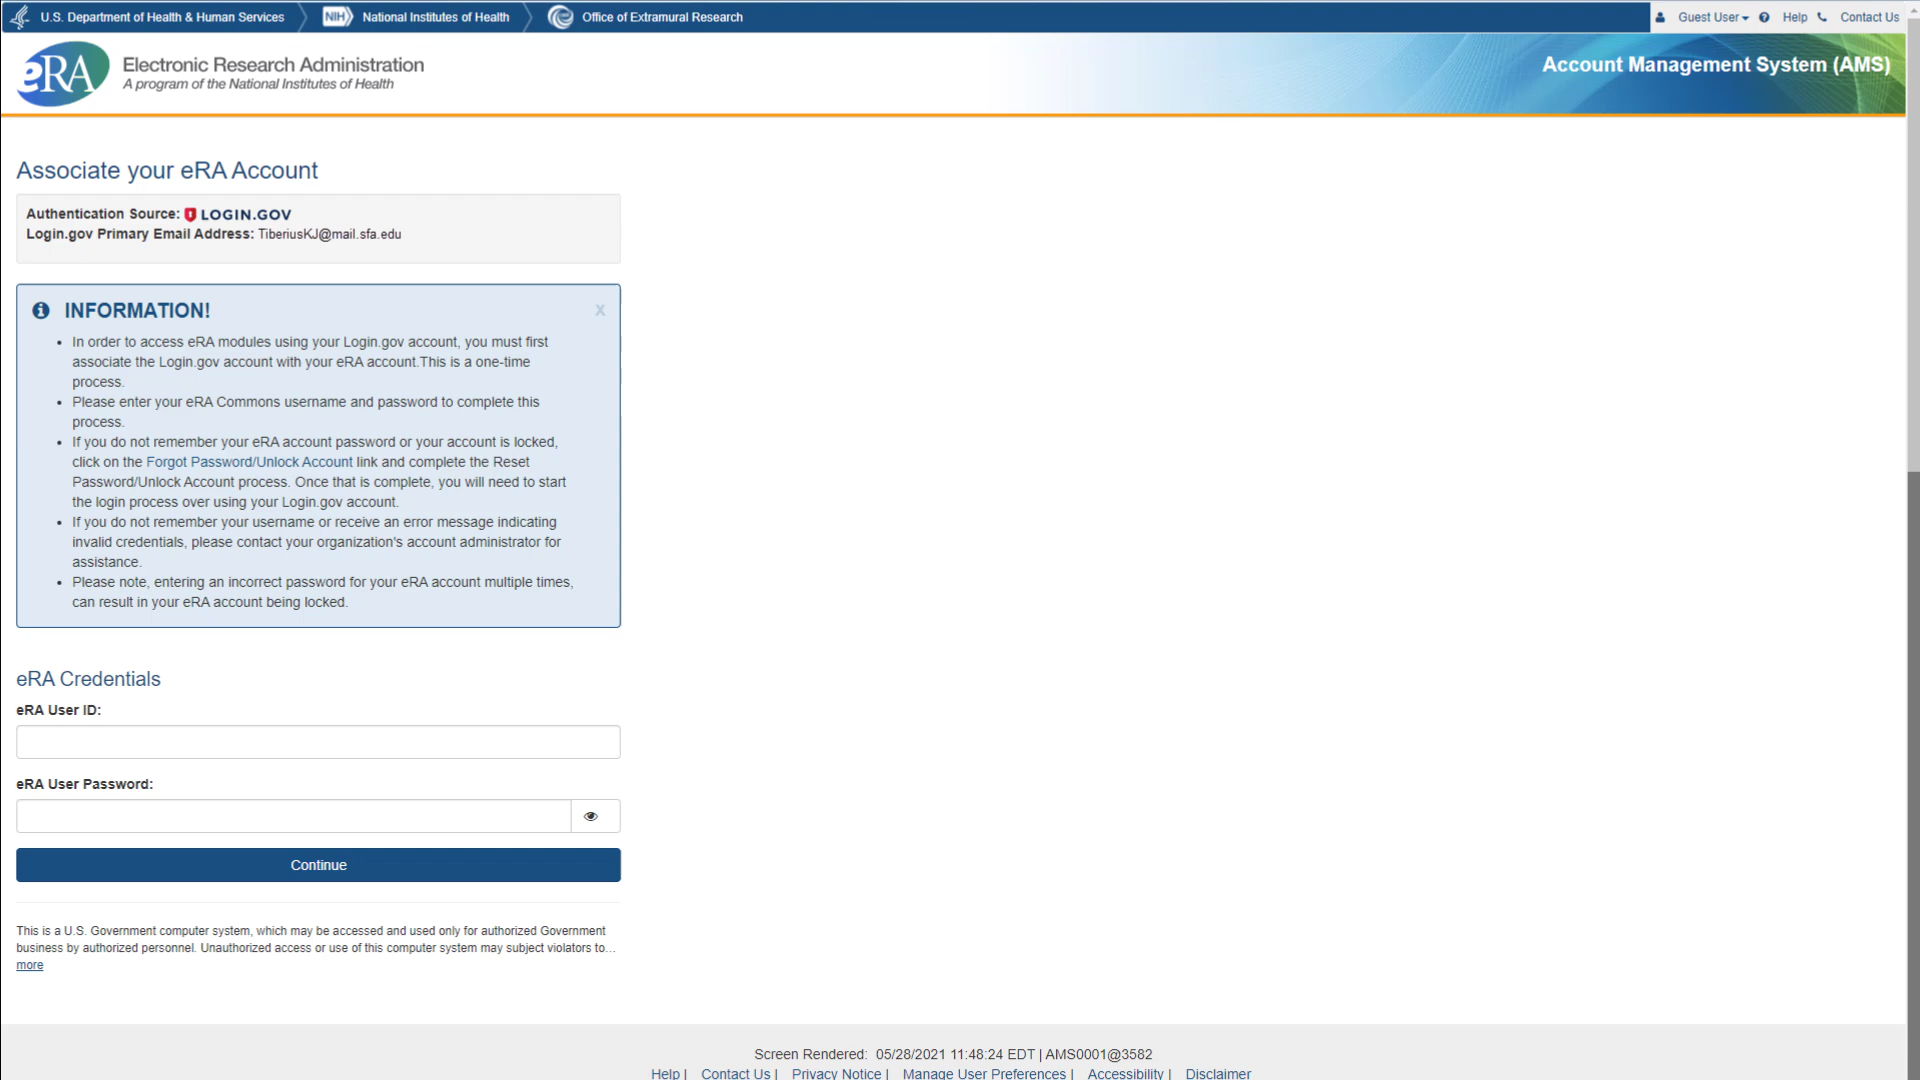 U.S. Department of Health & Human Services
NIH National Institutes of Health
Office of Extramural Research
Guest User
Help
Contact Us
eRA Electronic Research Administration
A program of the National Institutes of Health
Account Management System (AMS)
Associate your eRA Account
Authentication Source: LOGIN.GOV
Login.gov Primary Email Address: TiberiusKJ@mail.sfa.edu
INFORMATION!
x
• In order to access eRA modules using your Login.gov account, you must first
associate the Login.gov account with your eRA account.This is a one-time
process.
• Please enter your eRA Commons username and password to complete this
process.
• If you do not remember your eRA account password or your account is locked,
click on the Forgot Password/Unlock Account link and complete the Reset
Password/Unlock Account process. Once that is complete, you will need to start
the login process over using your Login.gov account.
• If you do not remember your username or receive an error message indicating
invalid credentials, please contact your organization's account administrator for
assistance.
• Please note, entering an incorrect password for your eRA account multiple times,
can result in your eRA account being locked.
eRA Credentials
eRA User ID:
eRA User Password:
Continue
This is a U.S. Government computer system, which may be accessed and used only for authorized Government
business by authorized personnel. Unauthorized access or use of this computer system may subject violators to...
more
Screen Rendered: 05/28/2021 11:48:24 EDT | AMS0001@3582
Help | Contact Us | Privacy Notice | Manage User Preferences | Accessibility | Disclaimer